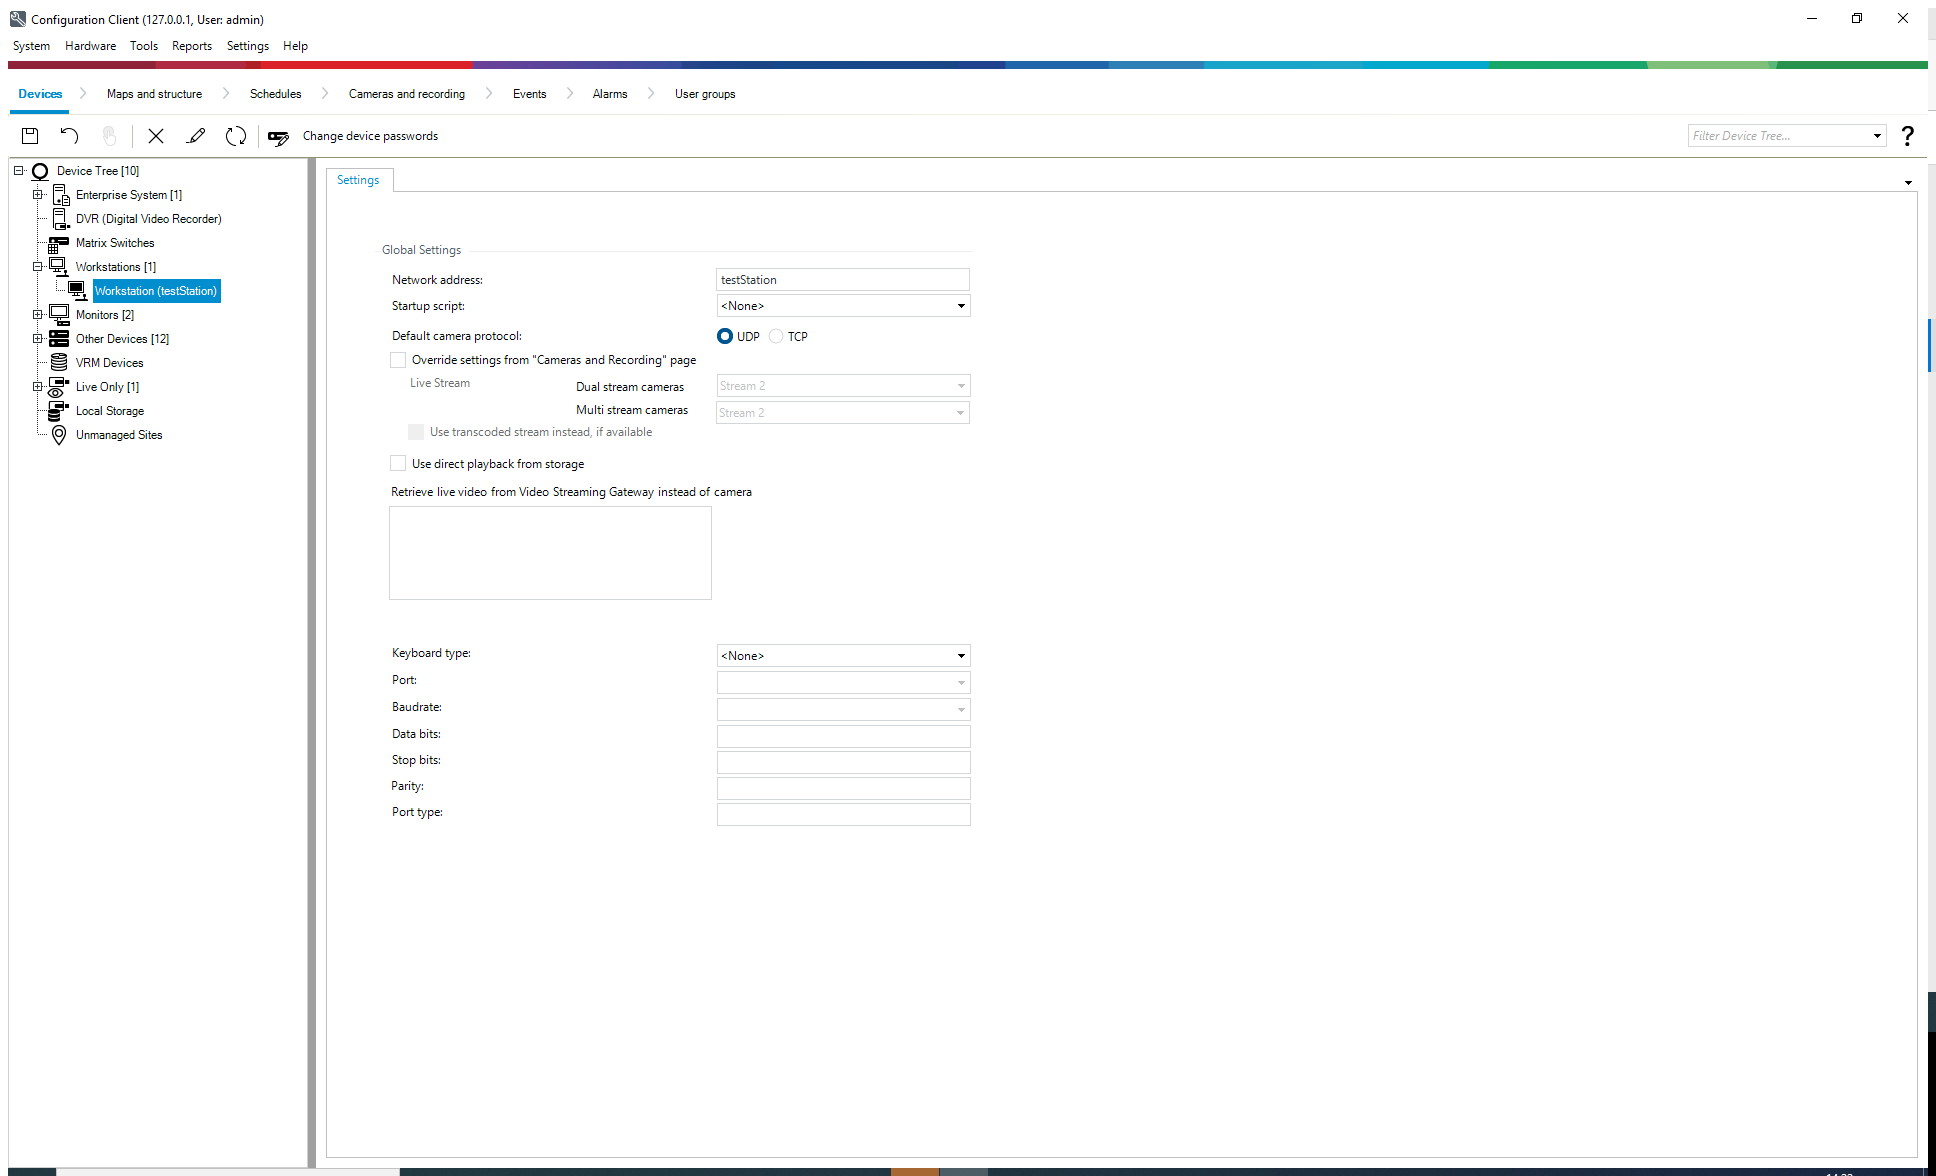 Configuration Client (127.0.0.1, User: admin)
System Hardware Tools Reports Settings Help
Devices Maps and structure Schedules Cameras and recording Events Alarms User groups
Change device passwords Filter Device Tree... ?
Device Tree [10]
Enterprise System [1]
DVR (Digital Video Recorder)
Matrix Switches
Workstations [1]
Workstation (testStation)
Monitors [2]
Other Devices [12]
VRM Devices
Live Only [1]
Local Storage
Unmanaged Sites
Settings
Global Settings
Network address: testStation
Startup script: <None>
Default camera protocol: UDP TCP
Override settings from "Cameras and Recording" page
Live Stream Dual stream cameras Stream 2
Multi stream cameras Stream 2
Use transcoded stream instead, if available
Use direct playback from storage
Retrieve live video from Video Streaming Gateway instead of camera
Keyboard type: <None>
Port:
Baudrate:
Data bits:
Stop bits:
Parity:
Port type: